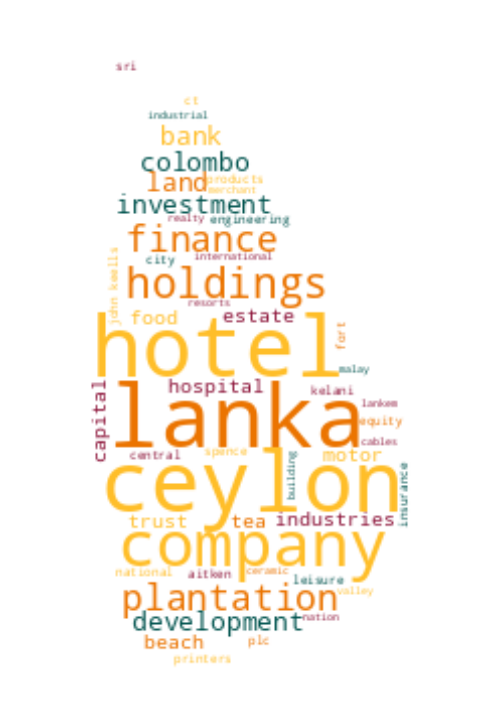 sri
ct
industrial
bank
colombo
land products
merchant
investment
realty engineering
finance
city international
john keells
holdings
resorts
food estate
hotel
fort
malay
hospital kelani
capital
lanka
lankem
equity
cables
central spence motor
ceylon
building
insurance
trust tea industries
company
national aitken ceramic
leisure
valley
plantation
development nation
beach plc
printers